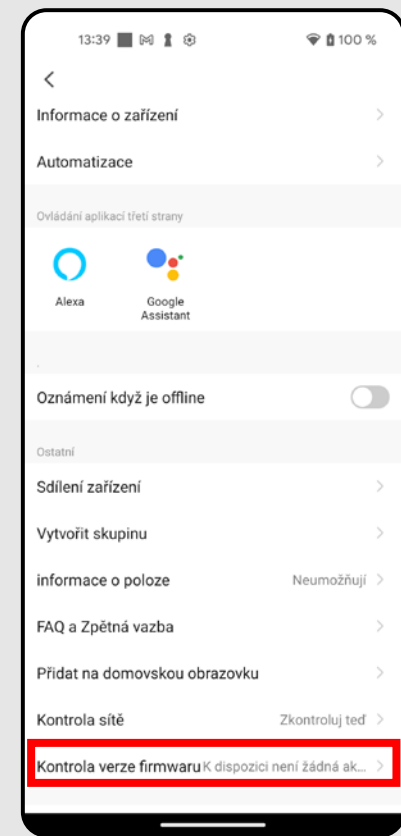 13:39 100 %
Informace o zařízení
Automatizace
Ovládání aplikací třetí strany
Alexa
Google
Assistant
Oznámení když je offline
Ostatní
Sdílení zařízení
Vytvořit skupinu
informace o poloze Neumožňují
FAQ a Zpětná vazba
Přidat na domovskou obrazovku
Kontrola sítě Zkontroluj teď
Kontrola verze firmwaru K dispozici není žádná ak...